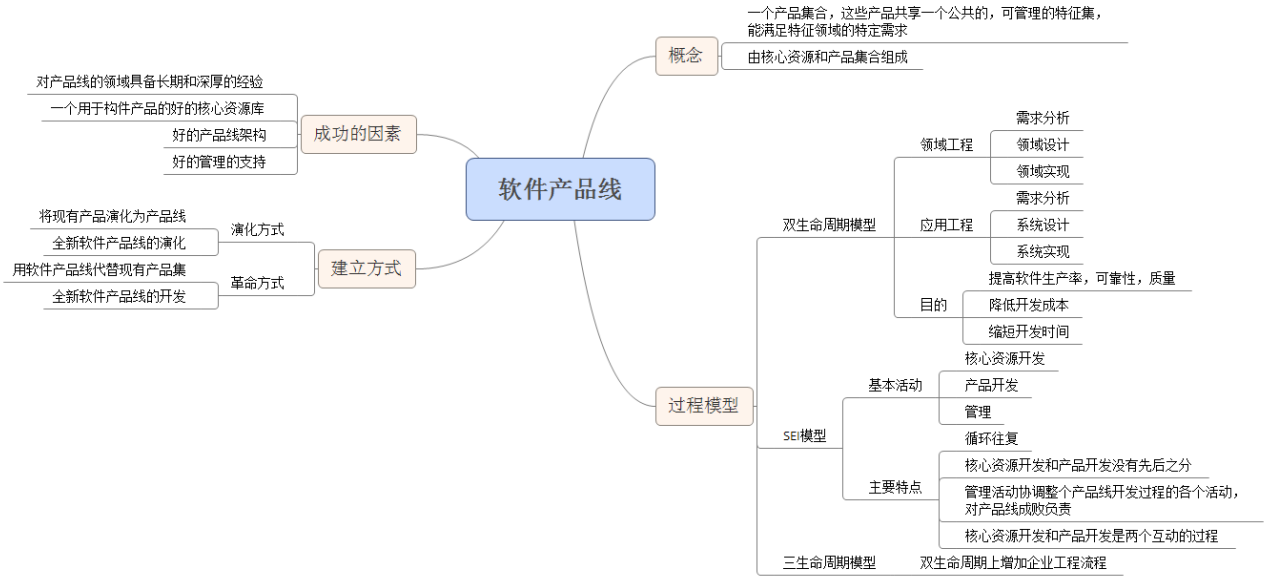 软件产品线
概念
一个产品集合，这些产品共享一个公共的，可管理的特征集，
能满足特征领域的特定需求
由核心资源和产品集合组成
过程模型
双生命周期模型
领域工程
需求分析
领域设计
领域实现
应用工程
需求分析
系统设计
系统实现
目的
提高软件生产率，可靠性，质量
降低开发成本
缩短开发时间
SEI模型
基本活动
核心资源开发
产品开发
管理
主要特点
循环往复
核心资源开发和产品开发没有先后之分
管理活动协调整个产品线开发过程的各个活动，
对产品线成败负责
核心资源开发和产品开发是两个互动的过程
三生命周期模型
双生命周期上增加企业工程流程
成功的因素
对产品线的领域具备长期和深厚的经验
一个用于构件产品的好的核心资源库
好的产品线架构
好的管理的支持
建立方式
演化方式
将现有产品演化为产品线
全新软件产品线的演化
革命方式
用软件产品线代替现有产品集
全新软件产品线的开发